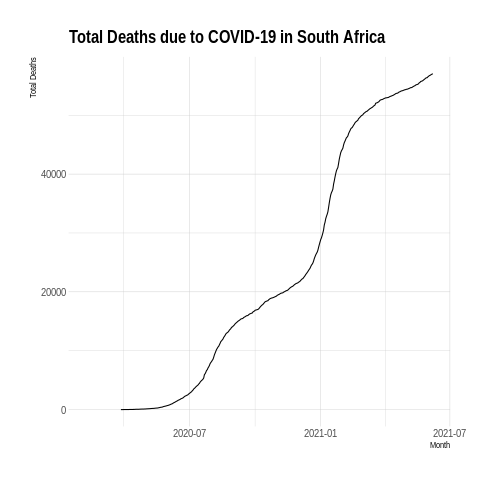 Total Deaths due to COVID-19 in South Africa
Total Deaths
40000
20000
0
2020-07 2021-01 2021-07
Month